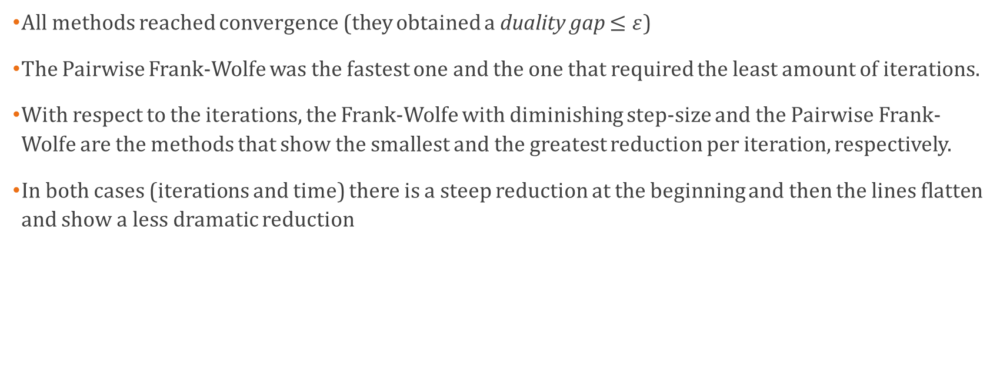 •All methods reached convergence (they obtained a duality gap ≤ ε)
•The Pairwise Frank-Wolfe was the fastest one and the one that required the least amount of iterations.
•With respect to the iterations, the Frank-Wolfe with diminishing step-size and the Pairwise Frank-
Wolfe are the methods that show the smallest and the greatest reduction per iteration, respectively.
•In both cases (iterations and time) there is a steep reduction at the beginning and then the lines flatten
and show a less dramatic reduction